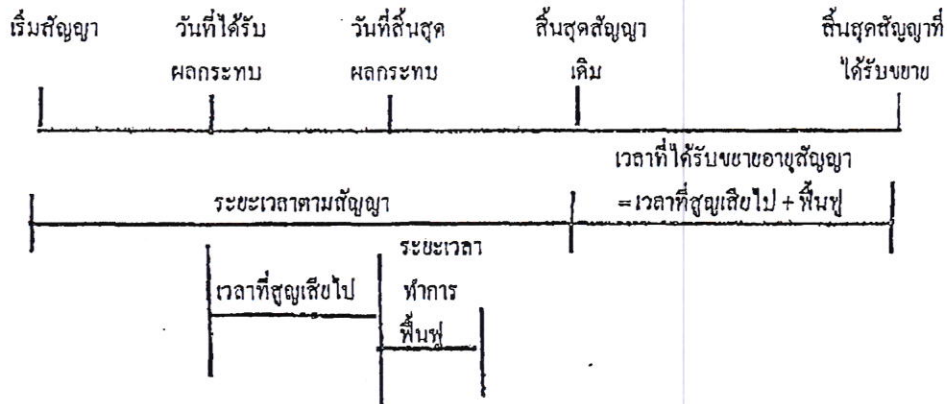 เริ่มสัญญา วันที่ได้รับ วันที่สิ้นสุด สิ้นสุดสัญญา สิ้นสุดสัญญาที่
ผลกระทบ ผลกระทบ เดิม ได้รับขยาย
เวลาที่ได้รับขยายอายุสัญญา
ระยะเวลาตามสัญญา =เวลาที่สูญเสียไป + ฟื้นฟู
ระยะเวลา
เวลาที่สูญเสียไป ทำการ
ฟื้นฟู